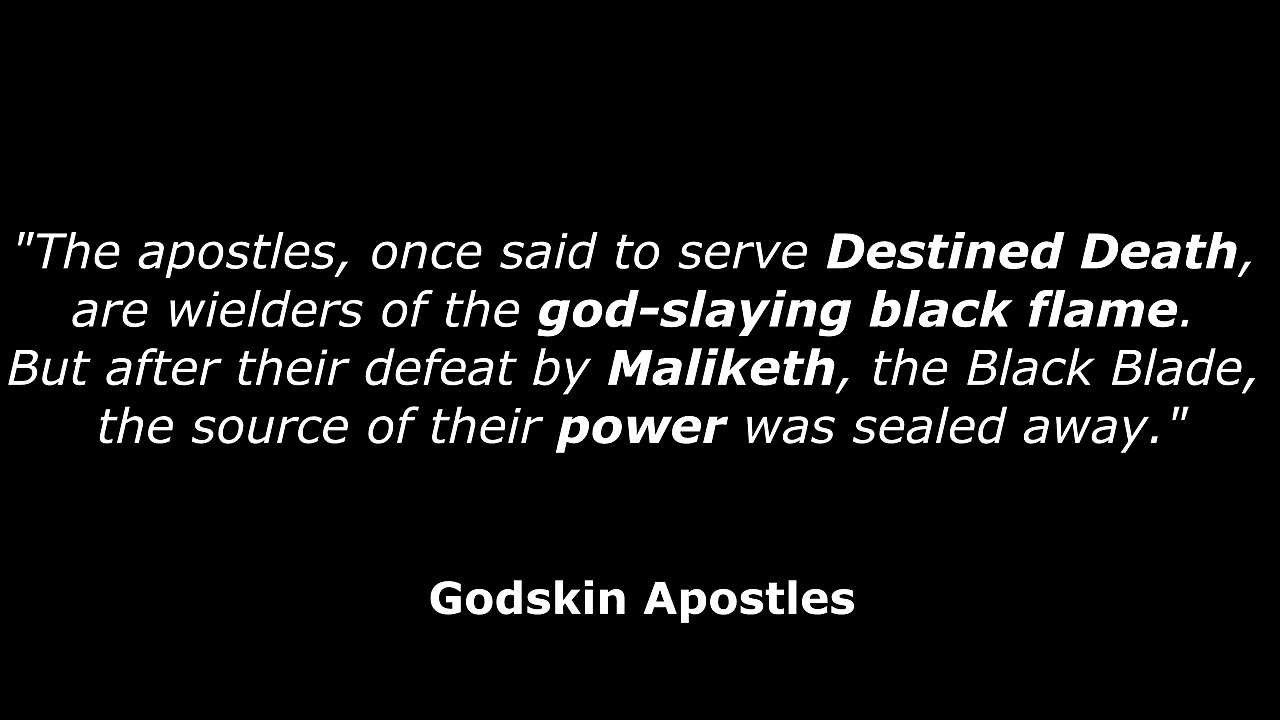 "The apostles, once said to serve Destined Death,
are wielders of the god-slaying black flame.
But after their defeat by Maliketh, the Black Blade,
the source of their power was sealed away."
Godskin Apostles